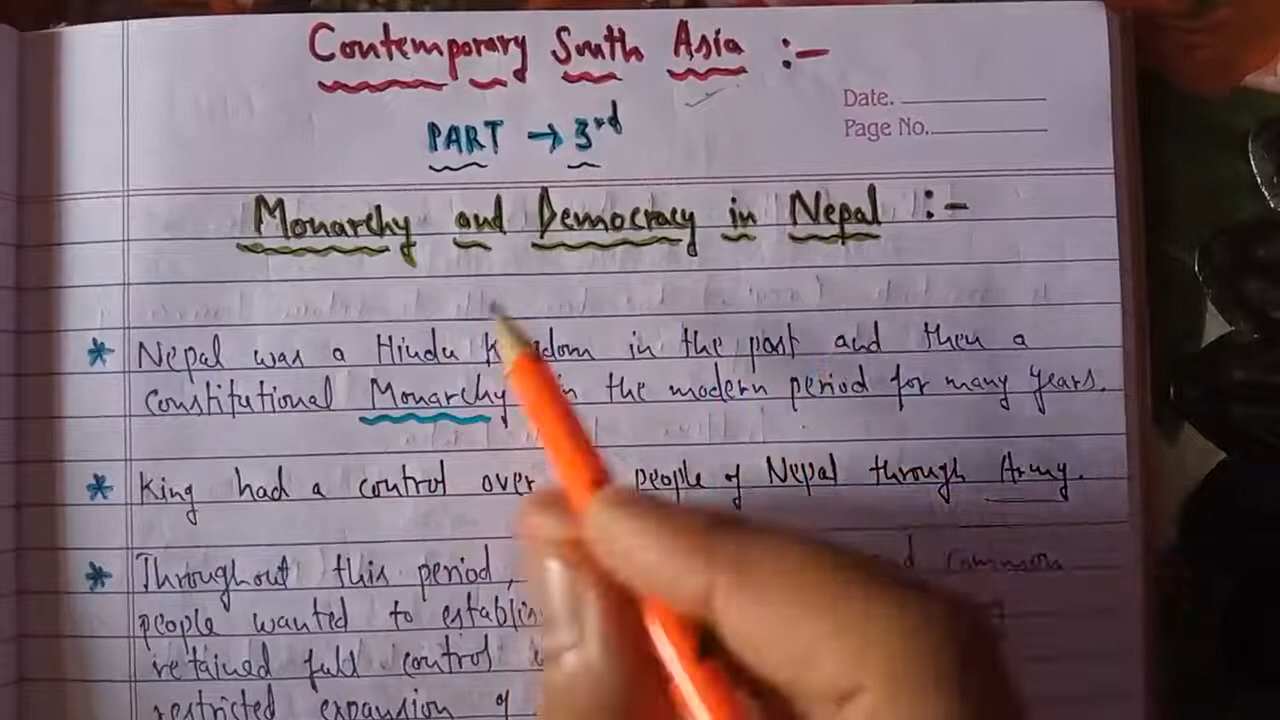 Contemporary South Asia :-
PART → 3rd
Date.
Page No.
Monarchy and Democracy in Nepal :-
* Nepal was a Hindu in the past and then a
constitutional Monarchy in the modern period for many years.
* King had a control over people of Nepal through Army.
* Throughout this period, common
people wanted to
retained full control
restricted expansion of